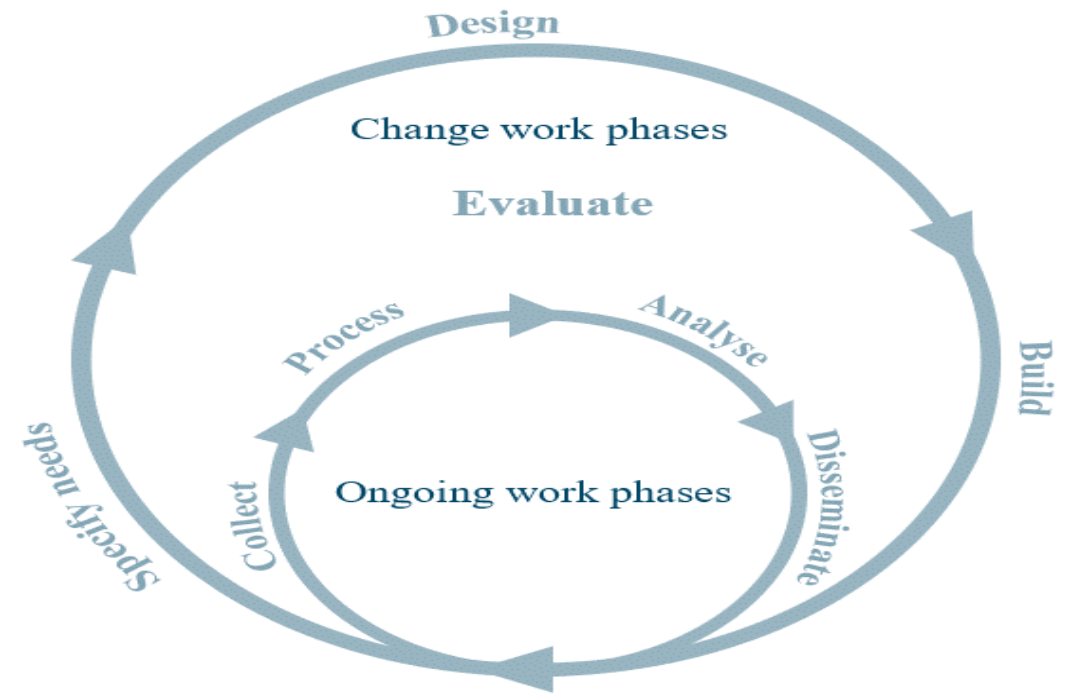 Design
Change work phases
Evaluate
Process
Analyse
Build
Specify needs
Collect
Ongoing work phases
Disseminate